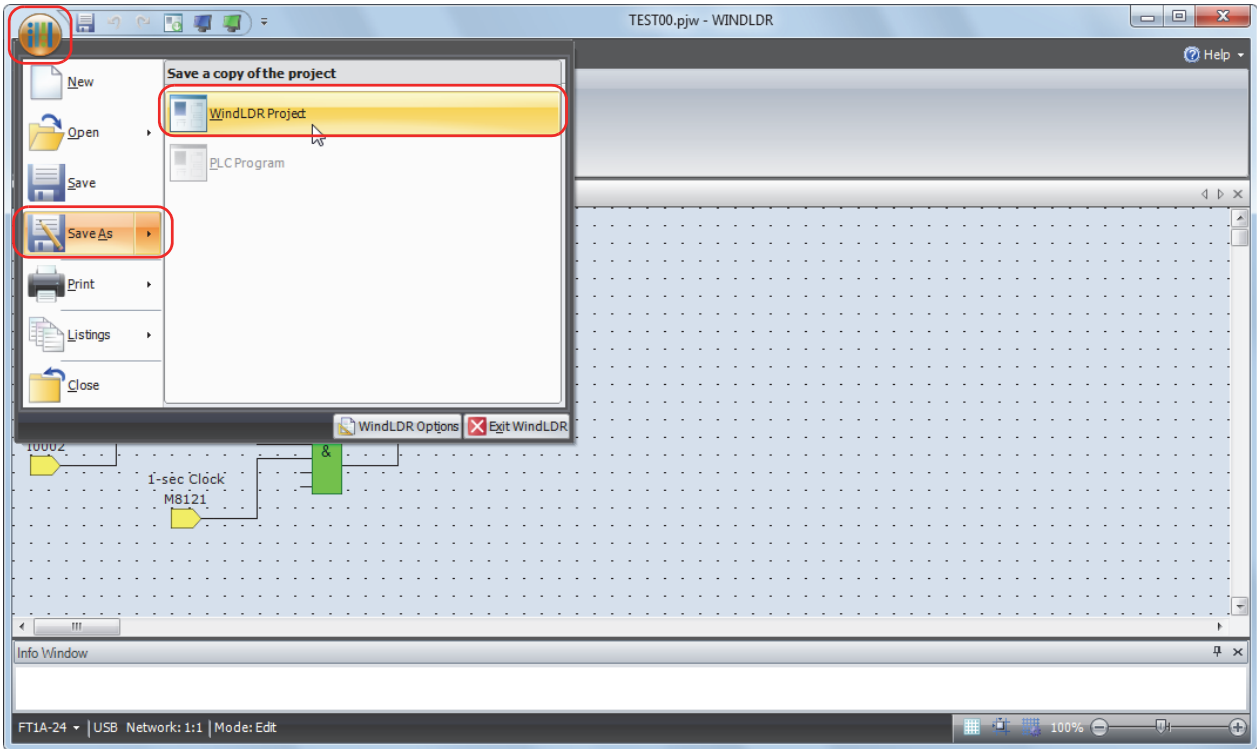 TEST00.pjw - WINDLDR
Help
New
Open
Save
Save As
Print
Listings
Close
Save a copy of the project
WindLDR Project
PLC Program
WindLDR Options
Exit WindLDR
I0002
&
1-sec Clock
M8121
Info Window
FT1A-24 USB Network: 1:1 Mode: Edit
100%